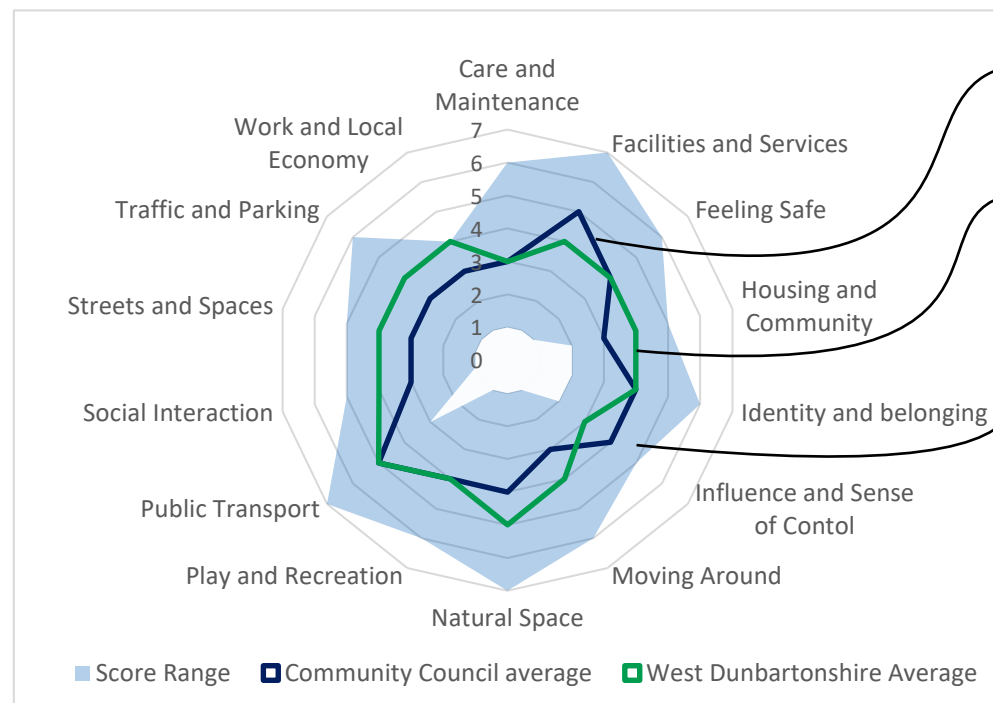 Care and
Maintenance
Work and Local
Economy
Facilities and Services
Traffic and Parking
Feeling Safe
7
6
5
4
3
2
1
0
Streets and Spaces
Housing and
Community
Social Interaction
Identity and belonging
Public Transport
Influence and Sense
of Contol
Play and Recreation
Moving Around
Natural Space
Score Range
Community Council average
West Dunbartonshire Average